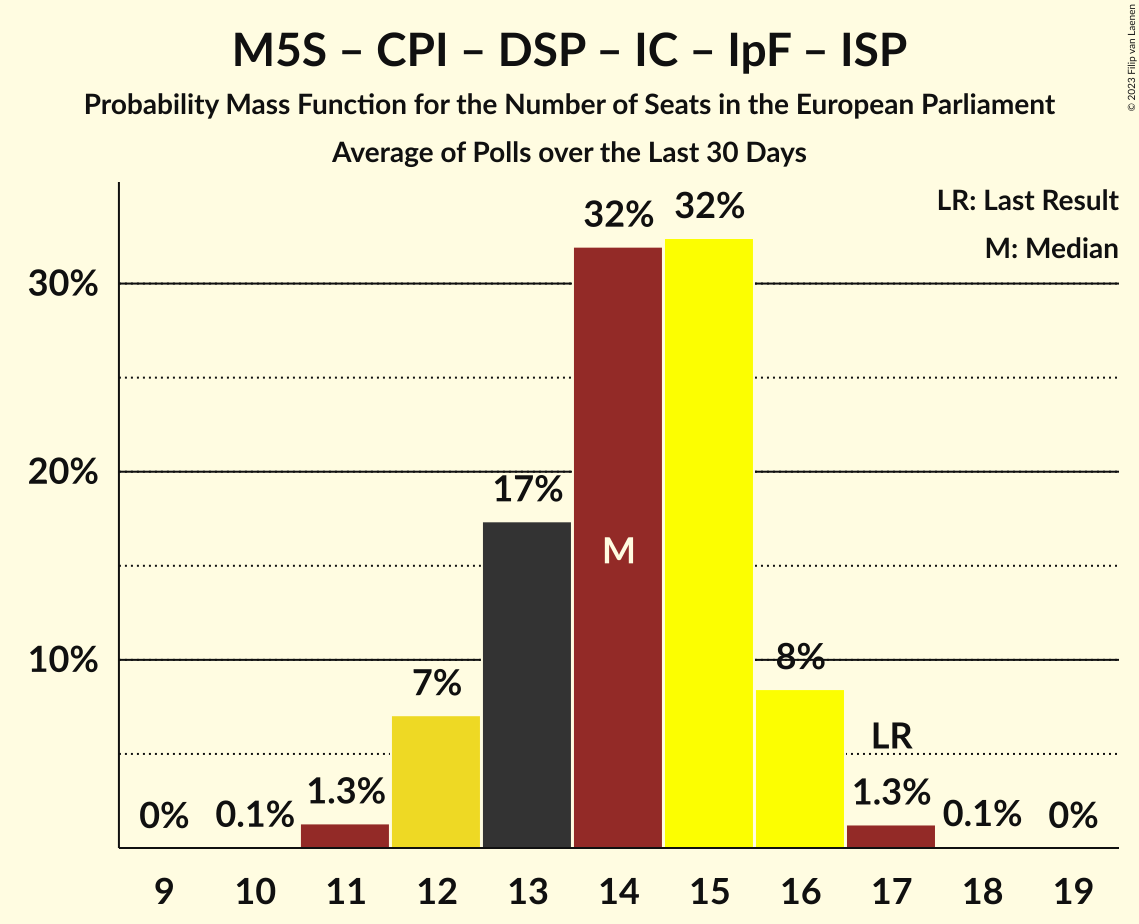 M5S – CPI – DSP – IC – IpF – ISP
Probability Mass Function for the Number of Seats in the European Parliament
Average of Polls over the Last 30 Days
© 2023 Filip van Laenen
LR: Last Result
M: Median
30%
20%
10%
0%
0.1%
1.3%
7%
17%
32%
M
32%
8%
LR
1.3%
0.1%
0%
9 10 11 12 13 14 15 16 17 18 19